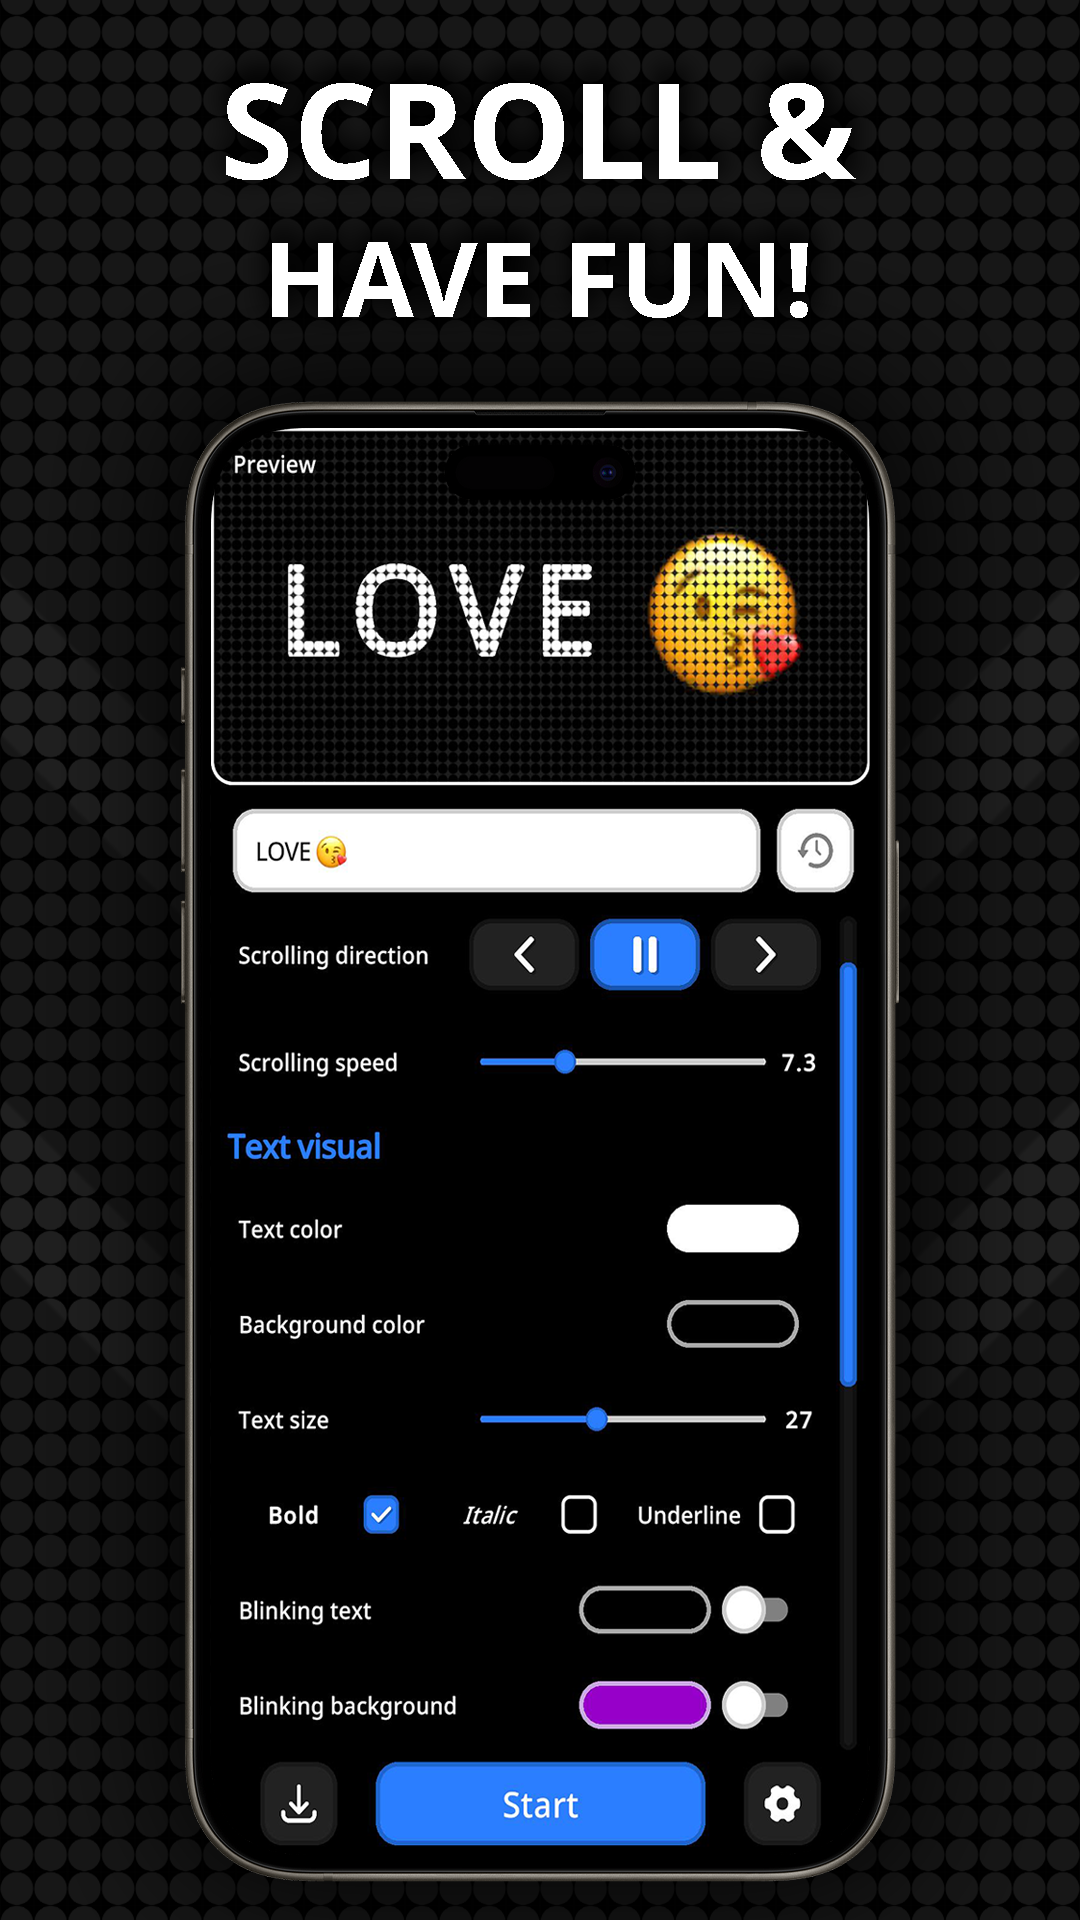 SCROLL &
HAVE FUN!
Preview
LOVE 😘
LOVE 😘
Scrolling direction
Scrolling speed 7.3
Text visual
Text color
Background color
Text size 27
Bold Italic Underline
Blinking text
Blinking background
Start